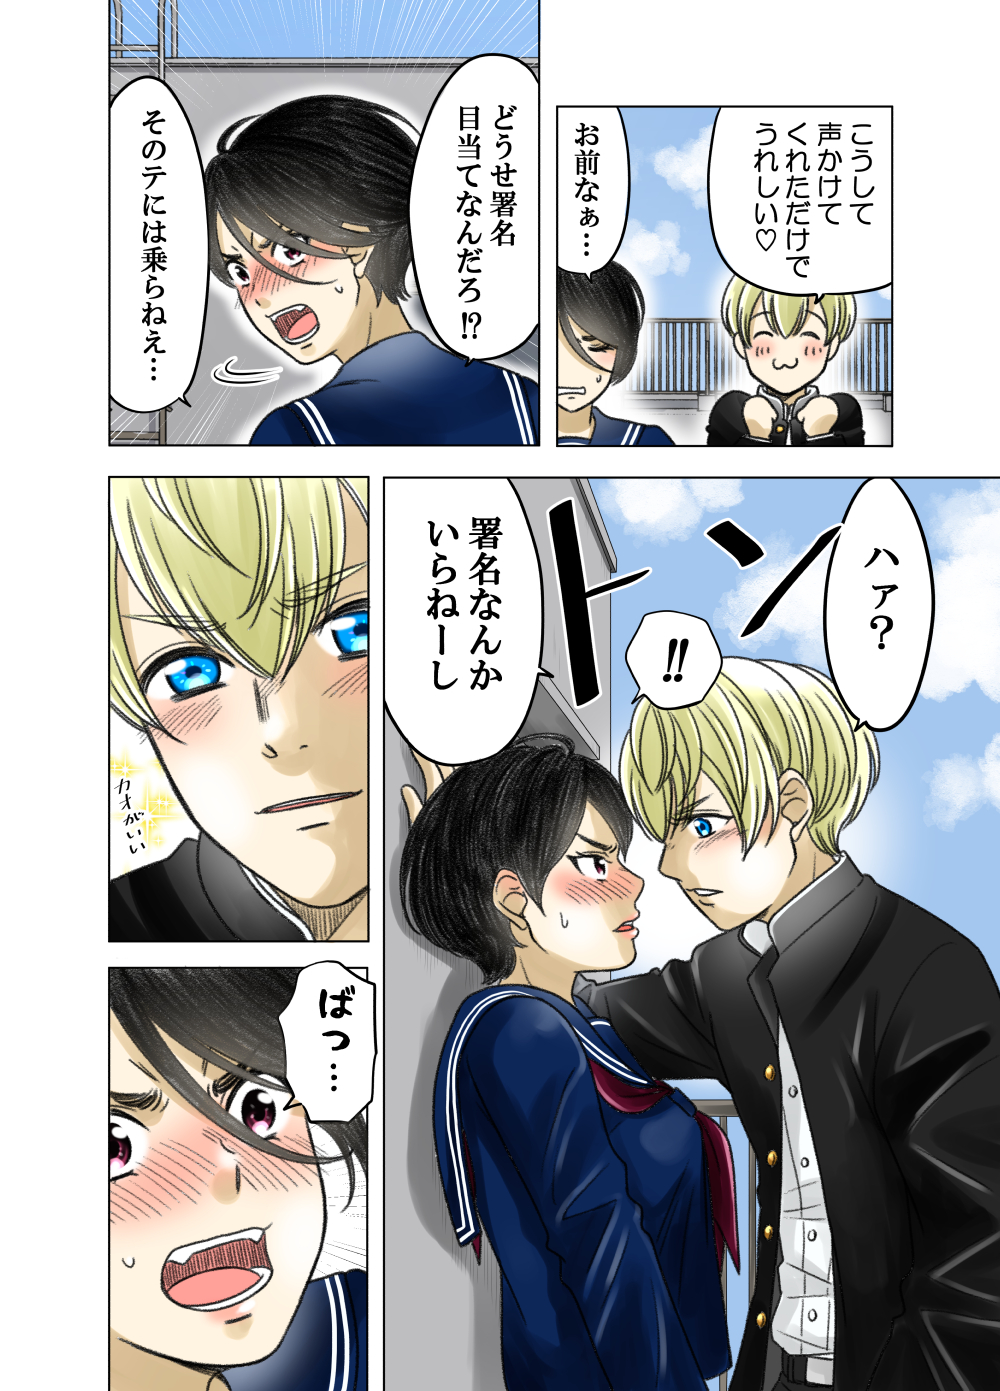 こうして
声かけて
くれただけで
うれしい♡
お前なぁ…
どうせ署名
目当てなんだろ!?
そのテには乗らねえ…
ハァ?
!!
トン
署名なんか
いらねーし
カオがいい
ばっ…